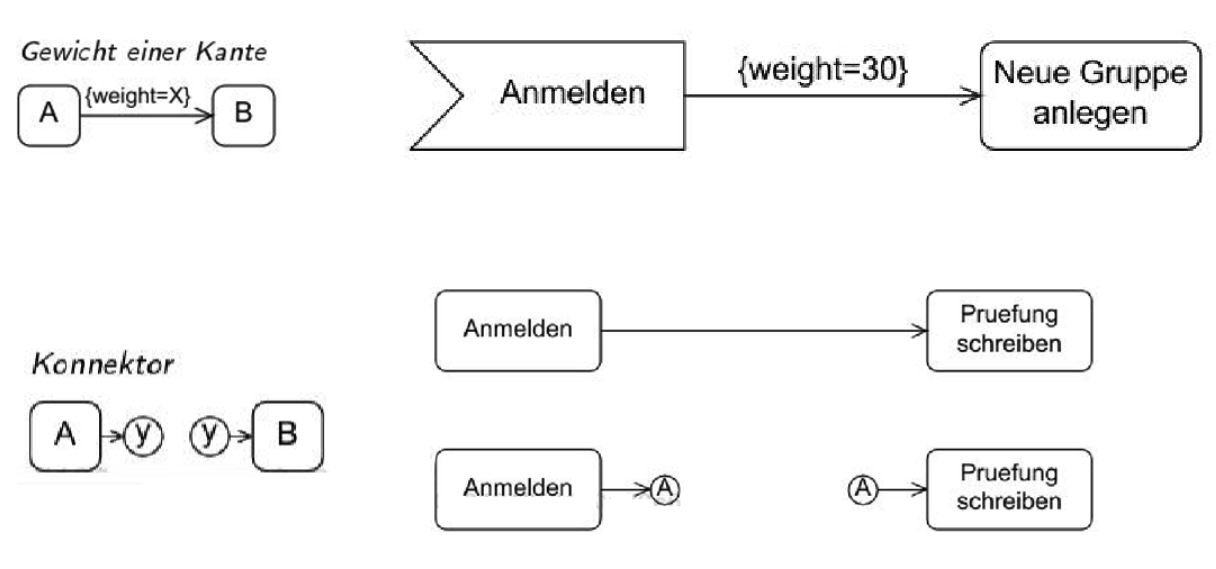 Gewicht einer Kante
A {weight=X} B
Anmelden {weight=30} Neue Gruppe
anlegen
Konnektor
A y y B
Anmelden Pruefung
schreiben
Anmelden A A Pruefung
schreiben